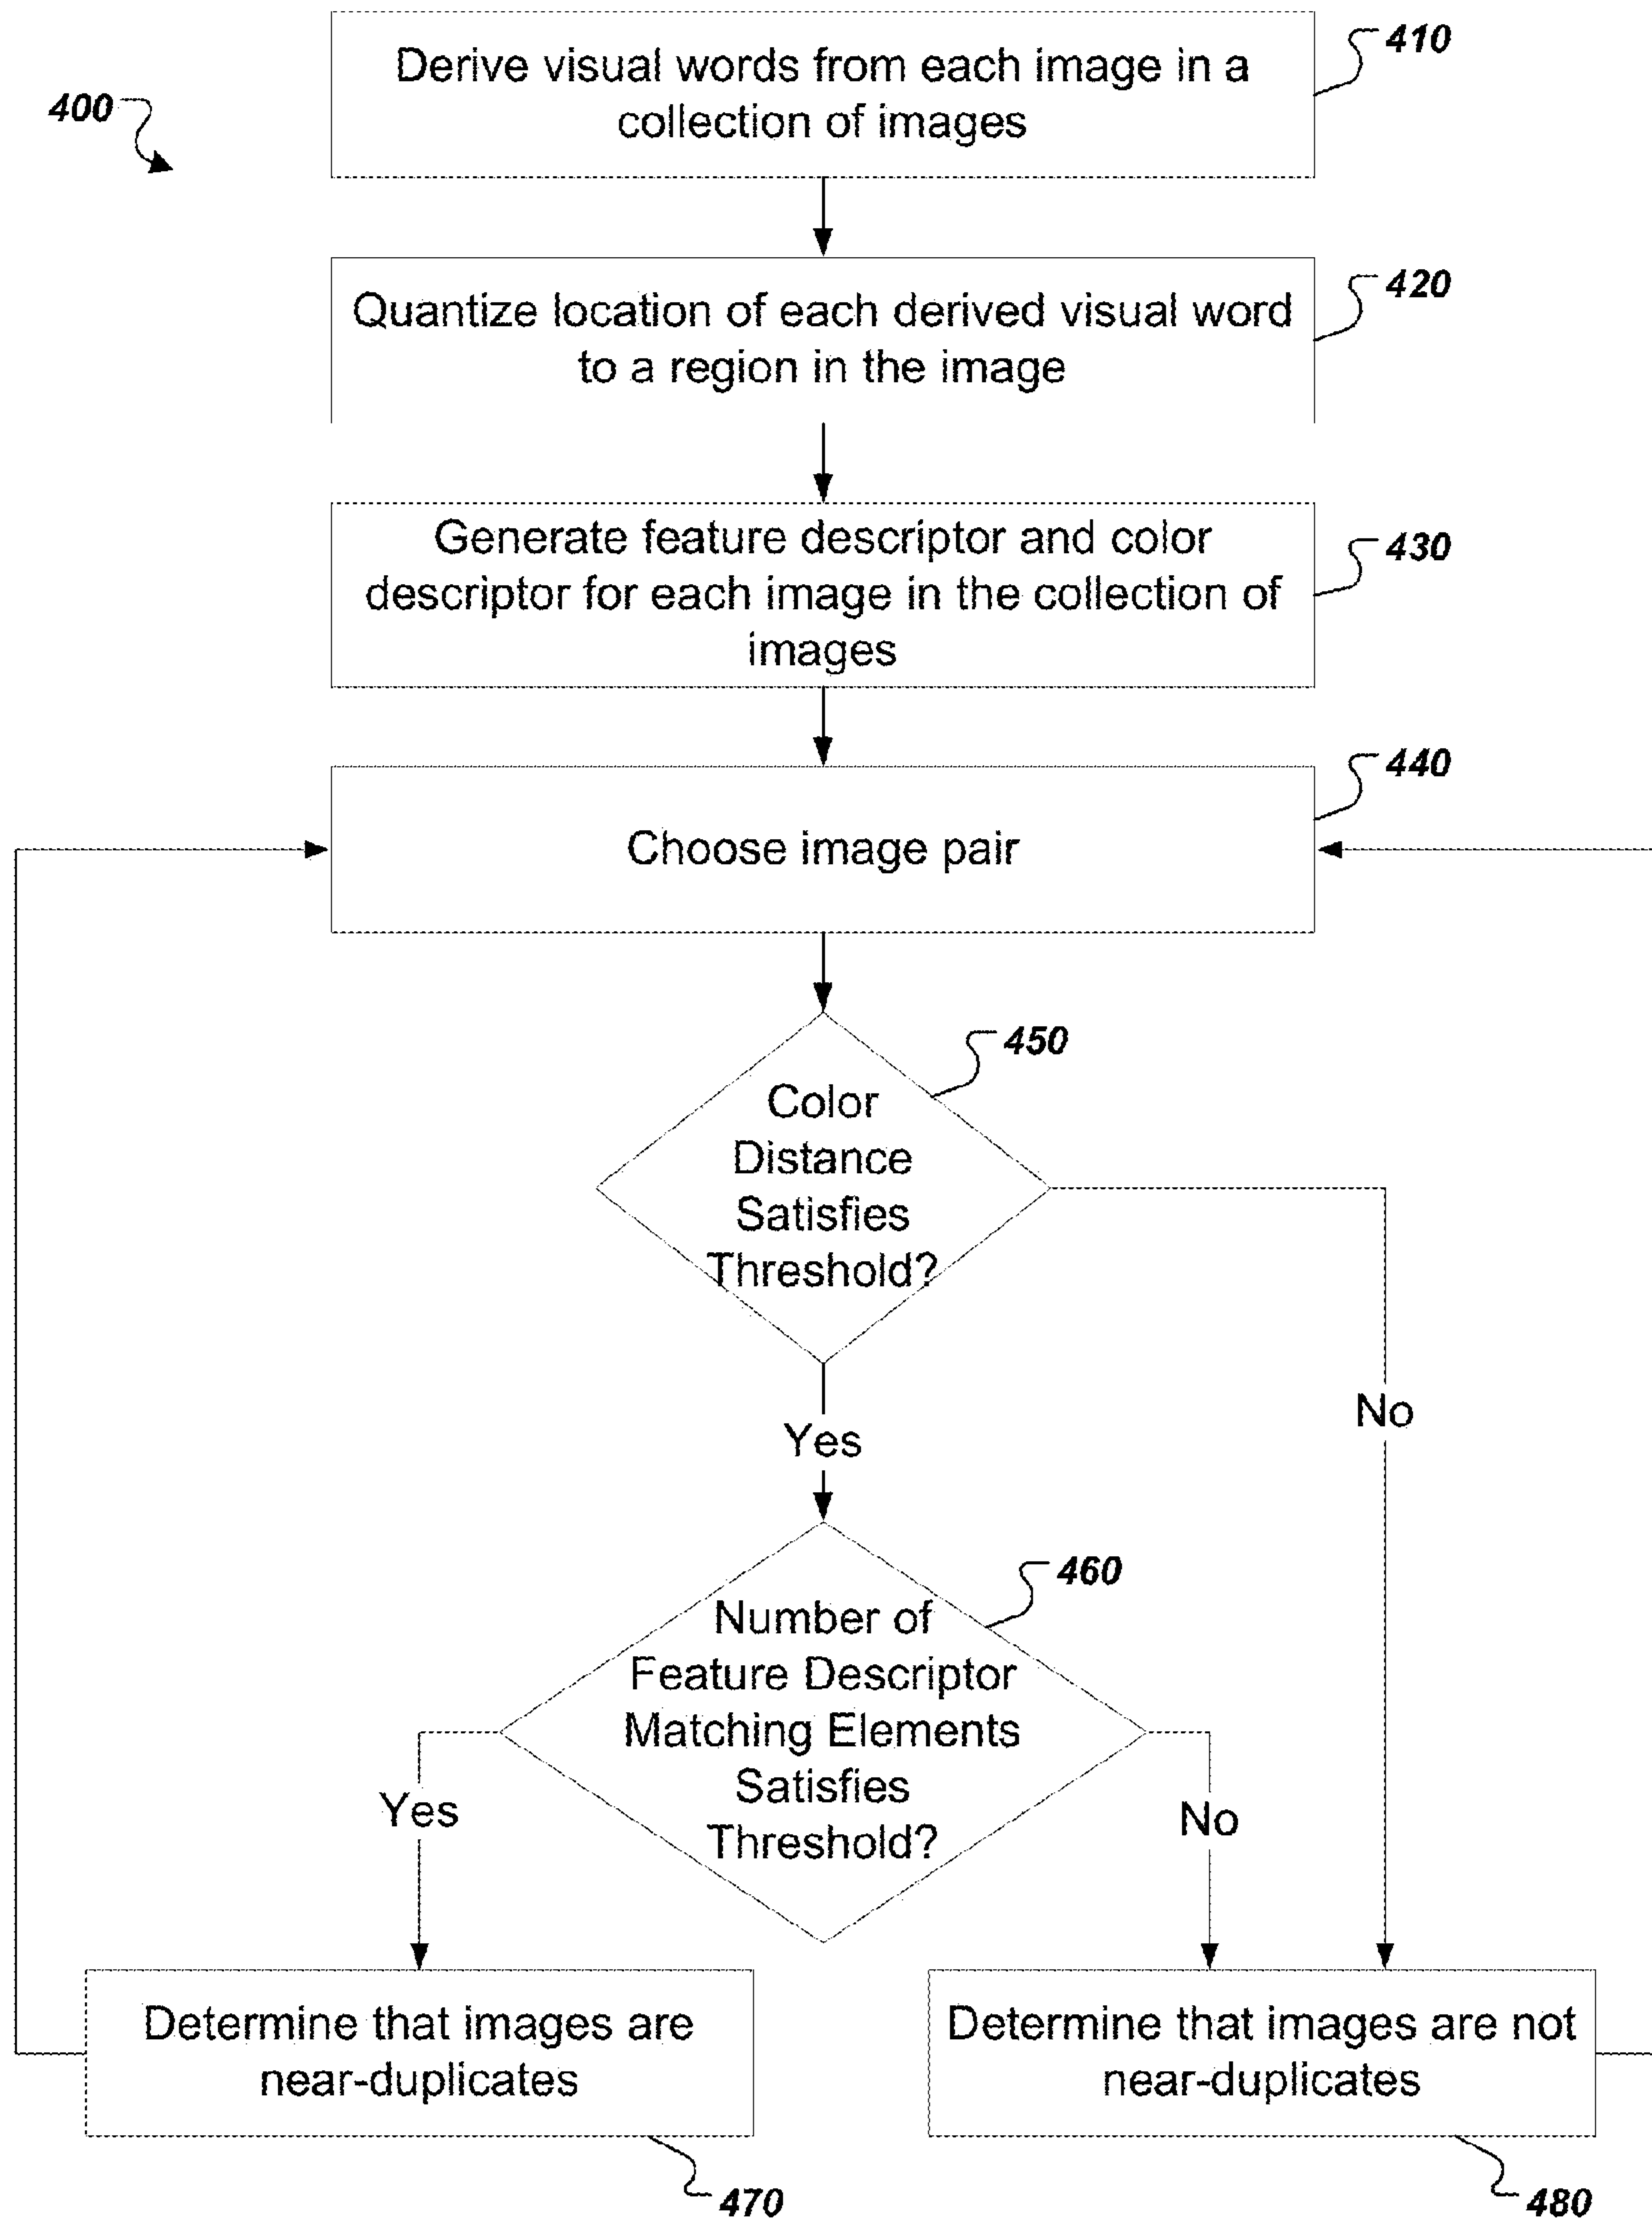 400
Derive visual words from each image in a
collection of images
410
Quantize location of each derived visual word
to a region in the image
420
Generate feature descriptor and color
descriptor for each image in the collection of
images
430
Choose image pair
440
Color
Distance
Satisfies
Threshold?
450
No
Yes
Number of
Feature Descriptor
Matching Elements
Satisfies
Threshold?
460
Yes
No
Determine that images are
near-duplicates
470
Determine that images are not
near-duplicates
480